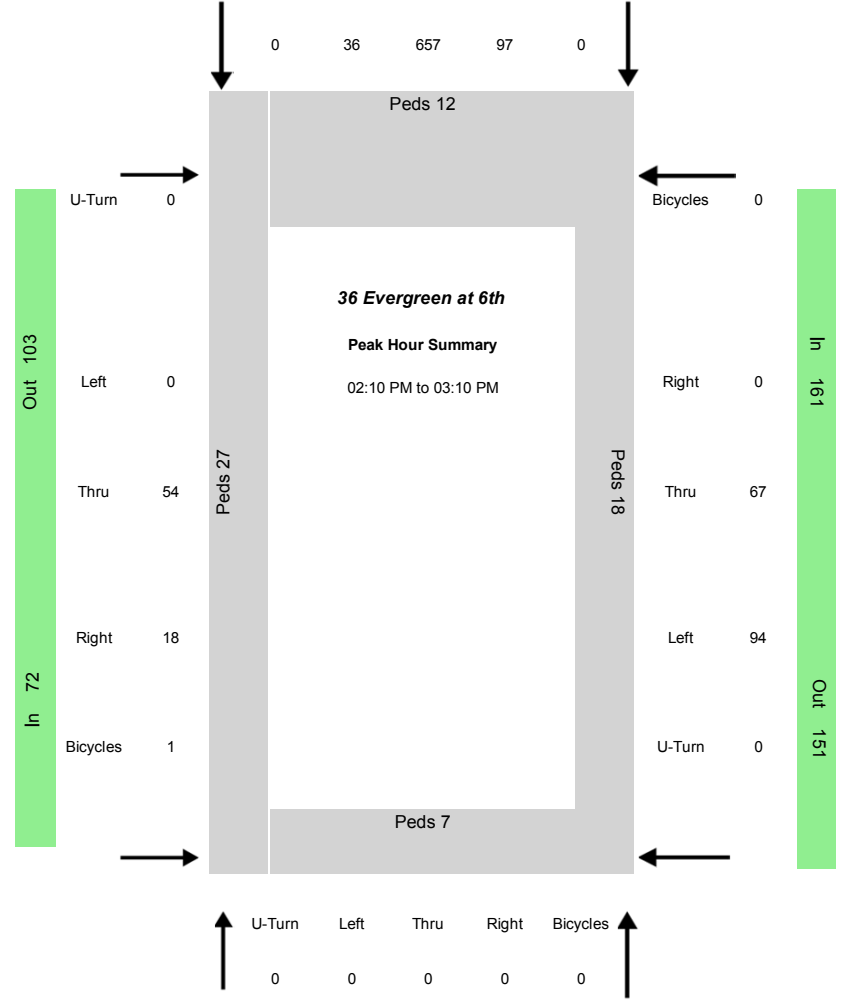 0 36 657 97 0
Peds 12
U-Turn 0
Bicycles 0
36 Evergreen at 6th
Peak Hour Summary
02:10 PM to 03:10 PM
Out 103
In 161
Left 0
Right 0
Peds 27
Peds 18
Thru 54
Thru 67
Right 18
Left 94
In 72
Out 151
Bicycles 1
U-Turn 0
Peds 7
U-Turn Left Thru Right Bicycles
0 0 0 0 0